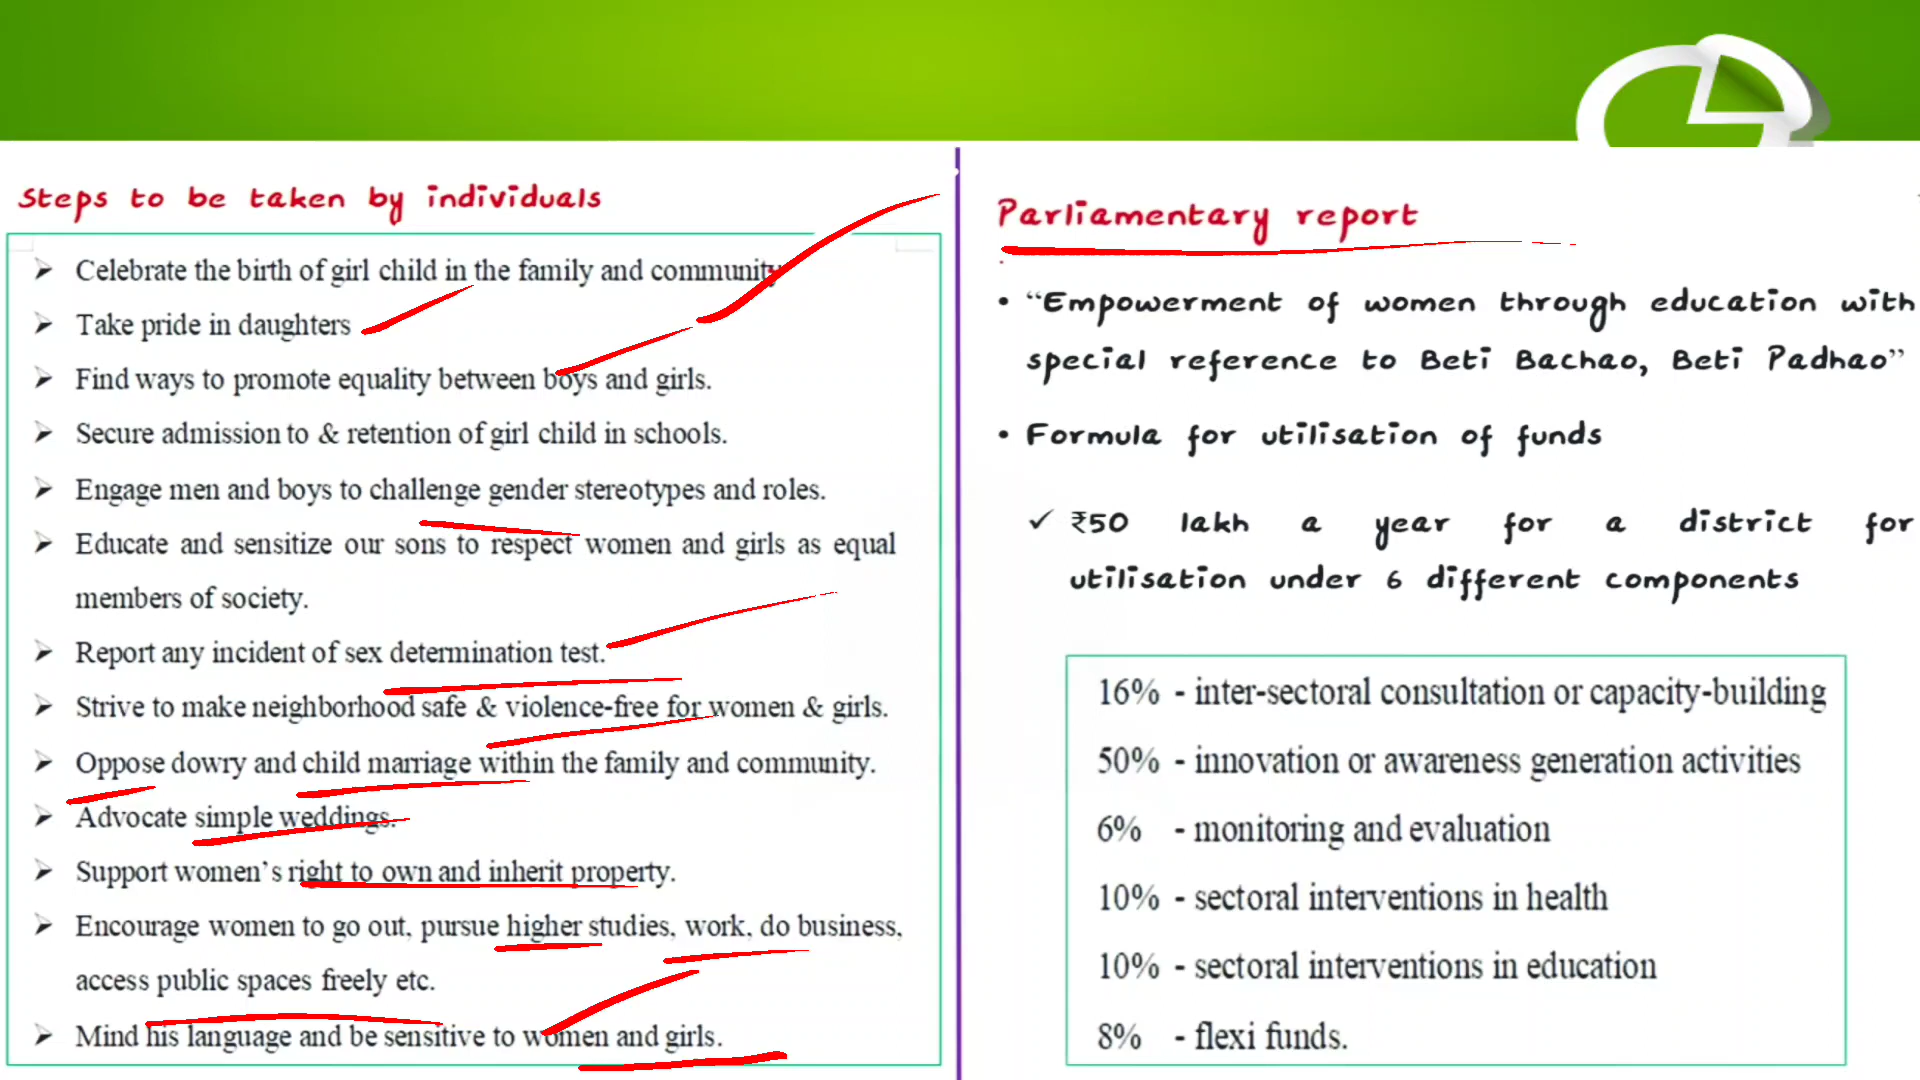 Steps to be taken by individuals
➢ Celebrate the birth of girl child in the family and community
➢ Take pride in daughters
➢ Find ways to promote equality between boys and girls.
➢ Secure admission to & retention of girl child in schools.
➢ Engage men and boys to challenge gender stereotypes and roles.
➢ Educate and sensitize our sons to respect women and girls as equal
members of society.
➢ Report any incident of sex determination test.
➢ Strive to make neighborhood safe & violence-free for women & girls.
➢ Oppose dowry and child marriage within the family and community.
➢ Advocate simple weddings.
➢ Support women's right to own and inherit property.
➢ Encourage women to go out, pursue higher studies, work, do business,
access public spaces freely etc.
➢ Mind his language and be sensitive to women and girls.
Parliamentary report
• “Empowerment of women through education with
special reference to Beti Bachao, Beti Padhao”
• Formula for utilisation of funds
✓ ₹50 lakh a year for a district for
utilisation under 6 different components
16% - inter-sectoral consultation or capacity-building
50% - innovation or awareness generation activities
6% - monitoring and evaluation
10% - sectoral interventions in health
10% - sectoral interventions in education
8% - flexi funds.